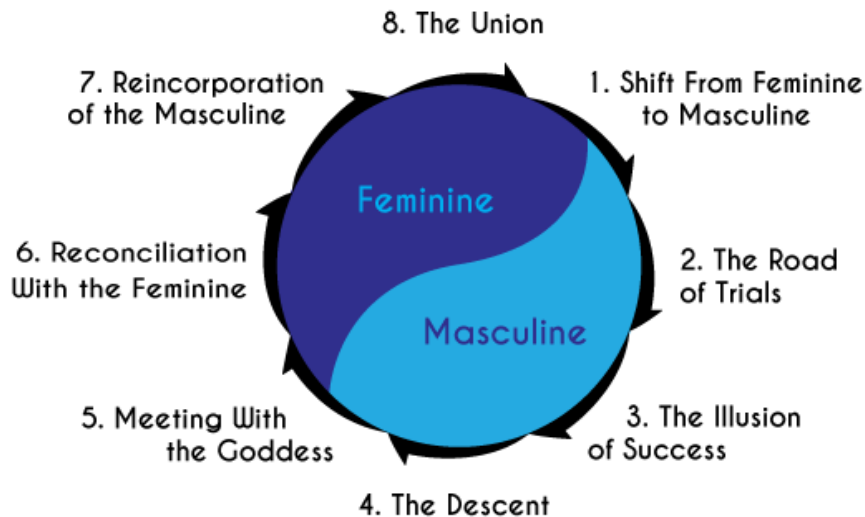 8. The Union
1. Shift From Feminine
to Masculine
2. The Road
of Trials
3. The Illusion
of Success
4. The Descent
5. Meeting With
the Goddess
6. Reconciliation
With the Feminine
7. Reincorporation
of the Masculine
Feminine
Masculine